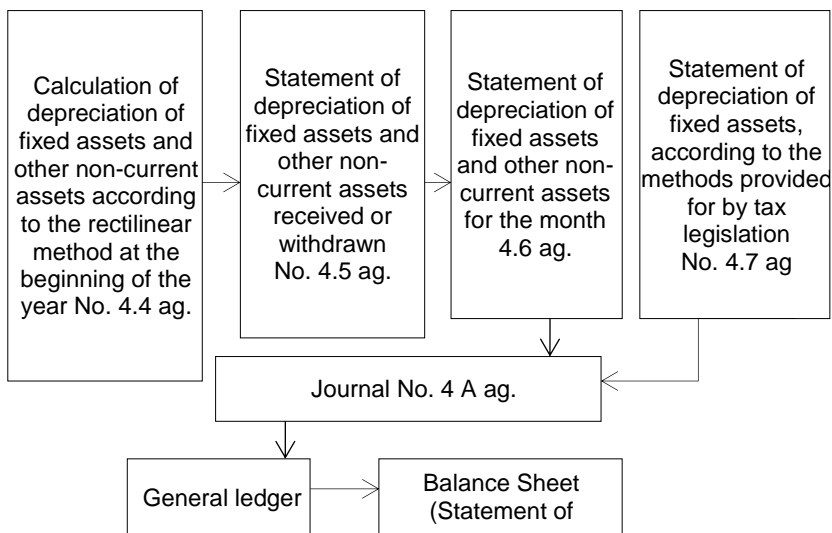 Calculation of
depreciation of
fixed assets and
other non-current
assets according
to the rectilinear
method at the
beginning of the
year No. 4.4 ag.
Statement of
depreciation of
fixed assets and
other non-
current assets
received or
withdrawn
No. 4.5 ag.
Statement of
depreciation of
fixed assets
and other non-
current assets
for the month
4.6 ag.
Statement of
depreciation of
fixed assets,
according to the
methods provided
for by tax
legislation
No. 4.7 ag
Journal No. 4 A ag.
General ledger
Balance Sheet
(Statement of